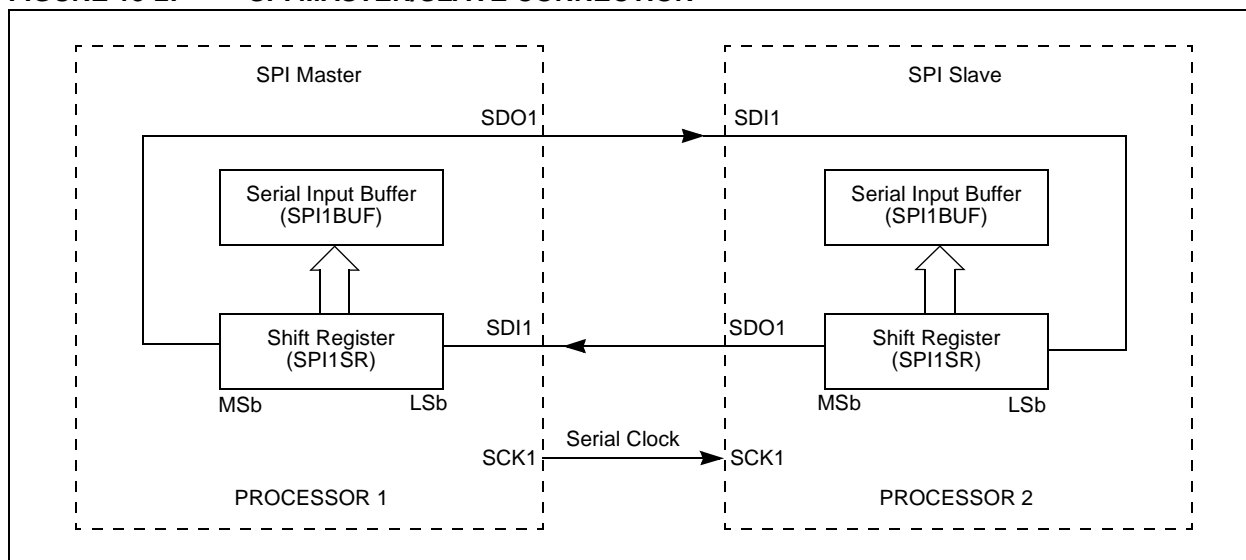 SPI Master
SPI Slave
SDO1
SDI1
Serial Input Buffer
(SPI1BUF)
Serial Input Buffer
(SPI1BUF)
Shift Register
(SPI1SR)
SDI1
SDO1
Shift Register
(SPI1SR)
MSb
LSb
MSb
LSb
Serial Clock
SCK1
SCK1
PROCESSOR 1
PROCESSOR 2